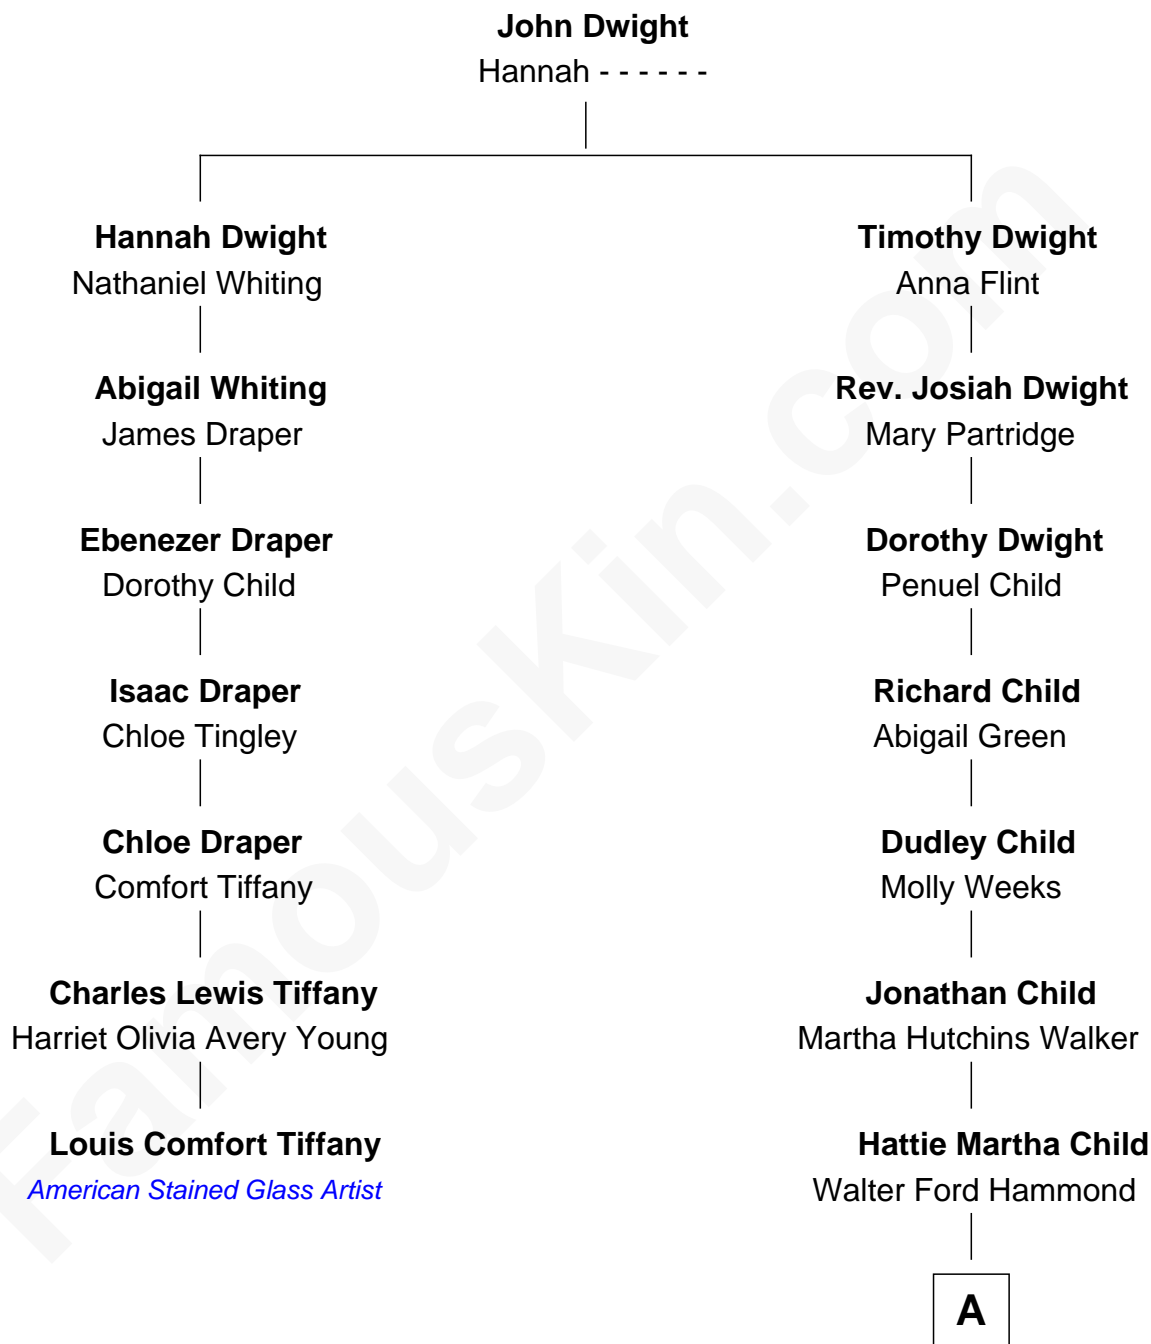 John Dwight
Hannah - - - - - -
Hannah Dwight
Nathaniel Whiting
Timothy Dwight
Anna Flint
Abigail Whiting
James Draper
Rev. Josiah Dwight
Mary Partridge
Ebenezer Draper
Dorothy Child
Dorothy Dwight
Penuel Child
Isaac Draper
Chloe Tingley
Richard Child
Abigail Green
Chloe Draper
Comfort Tiffany
Dudley Child
Molly Weeks
Charles Lewis Tiffany
Harriet Olivia Avery Young
Jonathan Child
Martha Hutchins Walker
Louis Comfort Tiffany
American Stained Glass Artist
Hattie Martha Child
Walter Ford Hammond
A
FamousKin.com